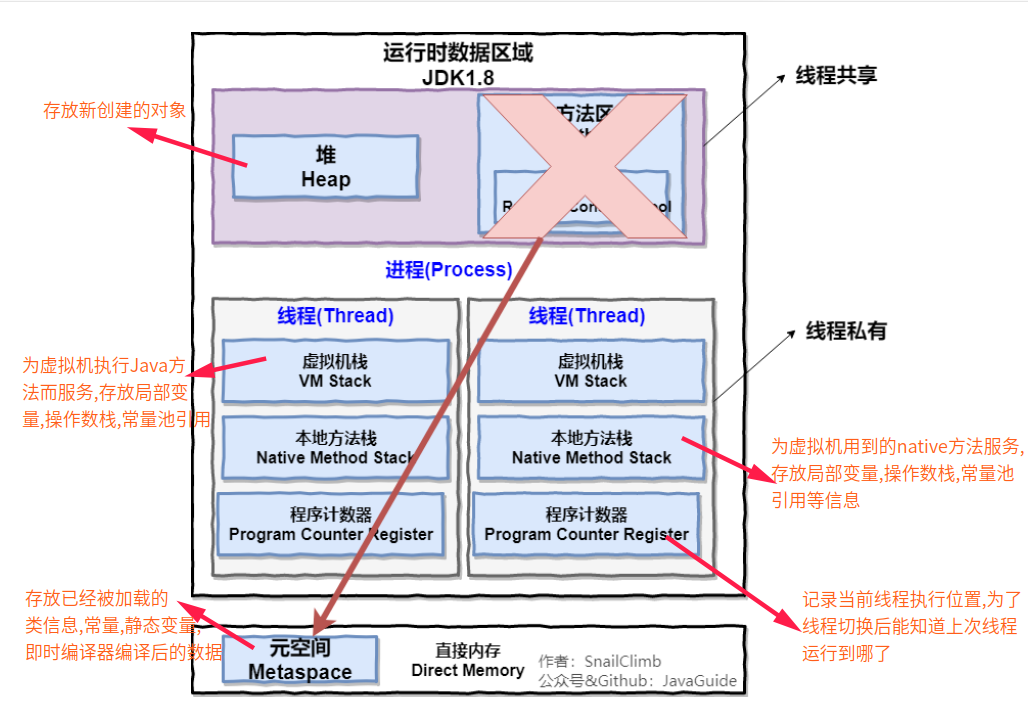 运行时数据区域
JDK1.8
线程共享
存放新创建的对象
堆
Heap
方法区
进程(Process)
线程(Thread)
线程(Thread)
线程私有
虚拟机栈
VM Stack
虚拟机栈
VM Stack
为虚拟机执行Java方
法而服务,存放局部变
量,操作数栈,常量池引用
本地方法栈
Native Method Stack
本地方法栈
Native Method Stack
为虚拟机用到的native方法服务,
存放局部变量,操作数栈,常量池
引用等信息
程序计数器
Program Counter Register
程序计数器
Program Counter Register
存放已经被加载的
类信息,常量,静态变量,
即时编译器编译后的数据
记录当前线程执行位置,为了
线程切换后能知道上次线程
运行到哪了
元空间
Metaspace
直接内存
Direct Memory
作者：SnailClimb
公众号&Github：JavaGuide